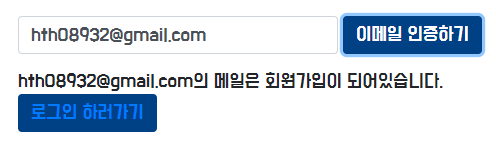 hth08932@gmail.com 이메일 인증하기
hth08932@gmail.com의 메일은 회원가입이 되어있습니다.
로그인 하러가기